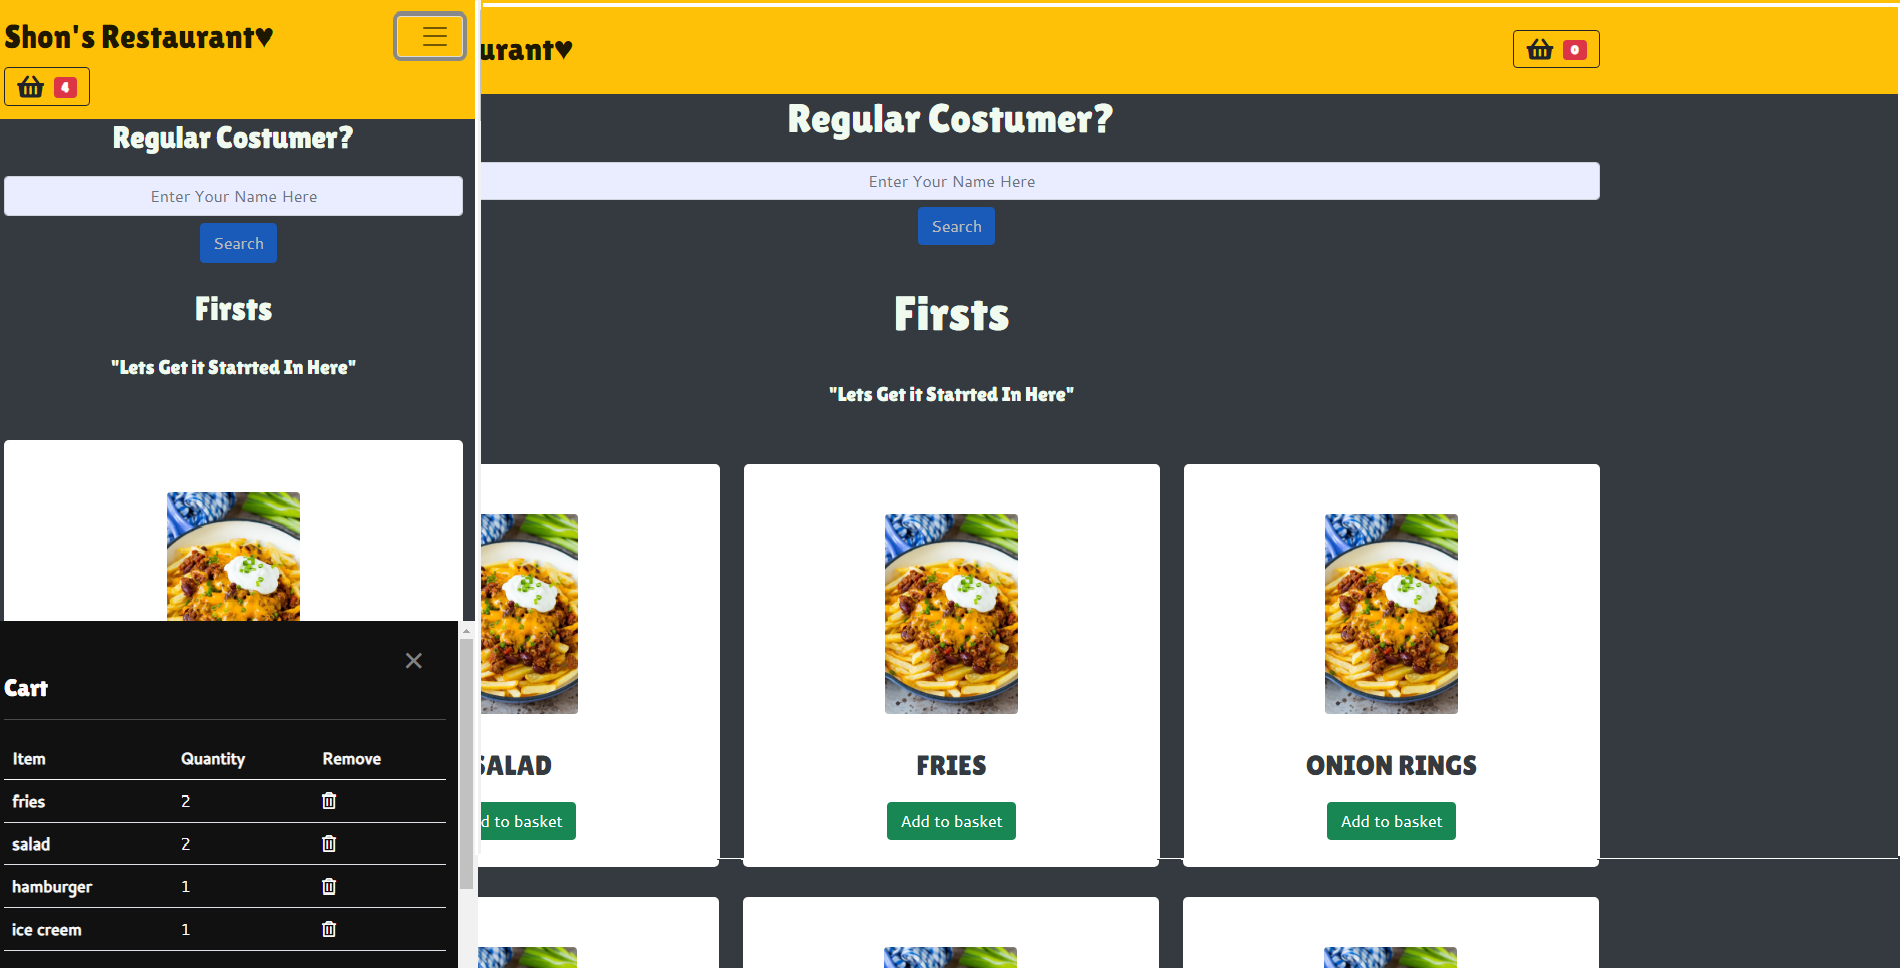 Shon's Restaurant♥
4
Regular Costumer?
Enter Your Name Here
Search
Firsts
"Lets Get it Statrted In Here"
Cart
Item Quantity Remove
fries 2
salad 2
hamburger 1
ice creem 1
urant♥
0
Regular Costumer?
Enter Your Name Here
Search
Firsts
"Lets Get it Statrted In Here"
SALAD
d to basket
FRIES
Add to basket
ONION RINGS
Add to basket